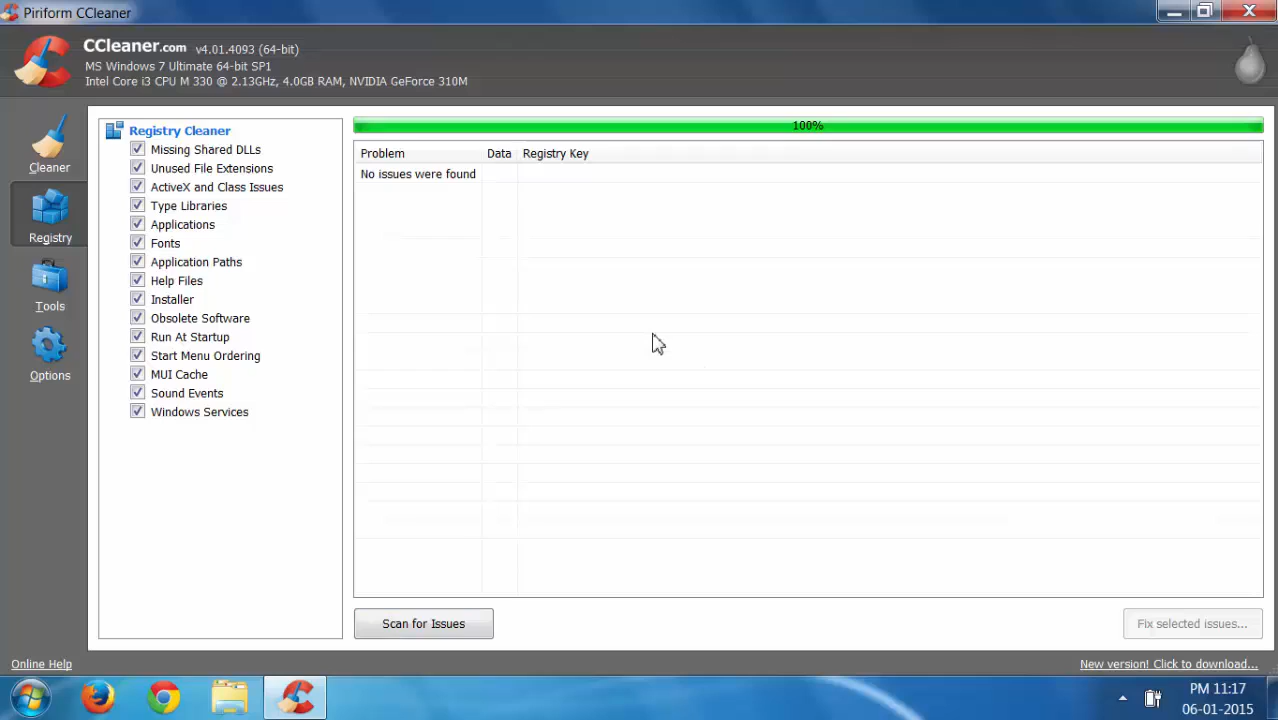 Piriform CCleaner
CCleaner.com v4.01.4093 (64-bit)
MS Windows 7 Ultimate 64-bit SP1
Intel Core i3 CPU M 330 @ 2.13GHz, 4.0GB RAM, NVIDIA GeForce 310M
Cleaner
Registry
Tools
Options
Registry Cleaner
Missing Shared DLLs
Unused File Extensions
ActiveX and Class Issues
Type Libraries
Applications
Fonts
Application Paths
Help Files
Installer
Obsolete Software
Run At Startup
Start Menu Ordering
MUI Cache
Sound Events
Windows Services
100%
Problem Data Registry Key
No issues were found
Scan for Issues
Fix selected issues...
Online Help
New version! Click to download...
PM 11:17
06-01-2015